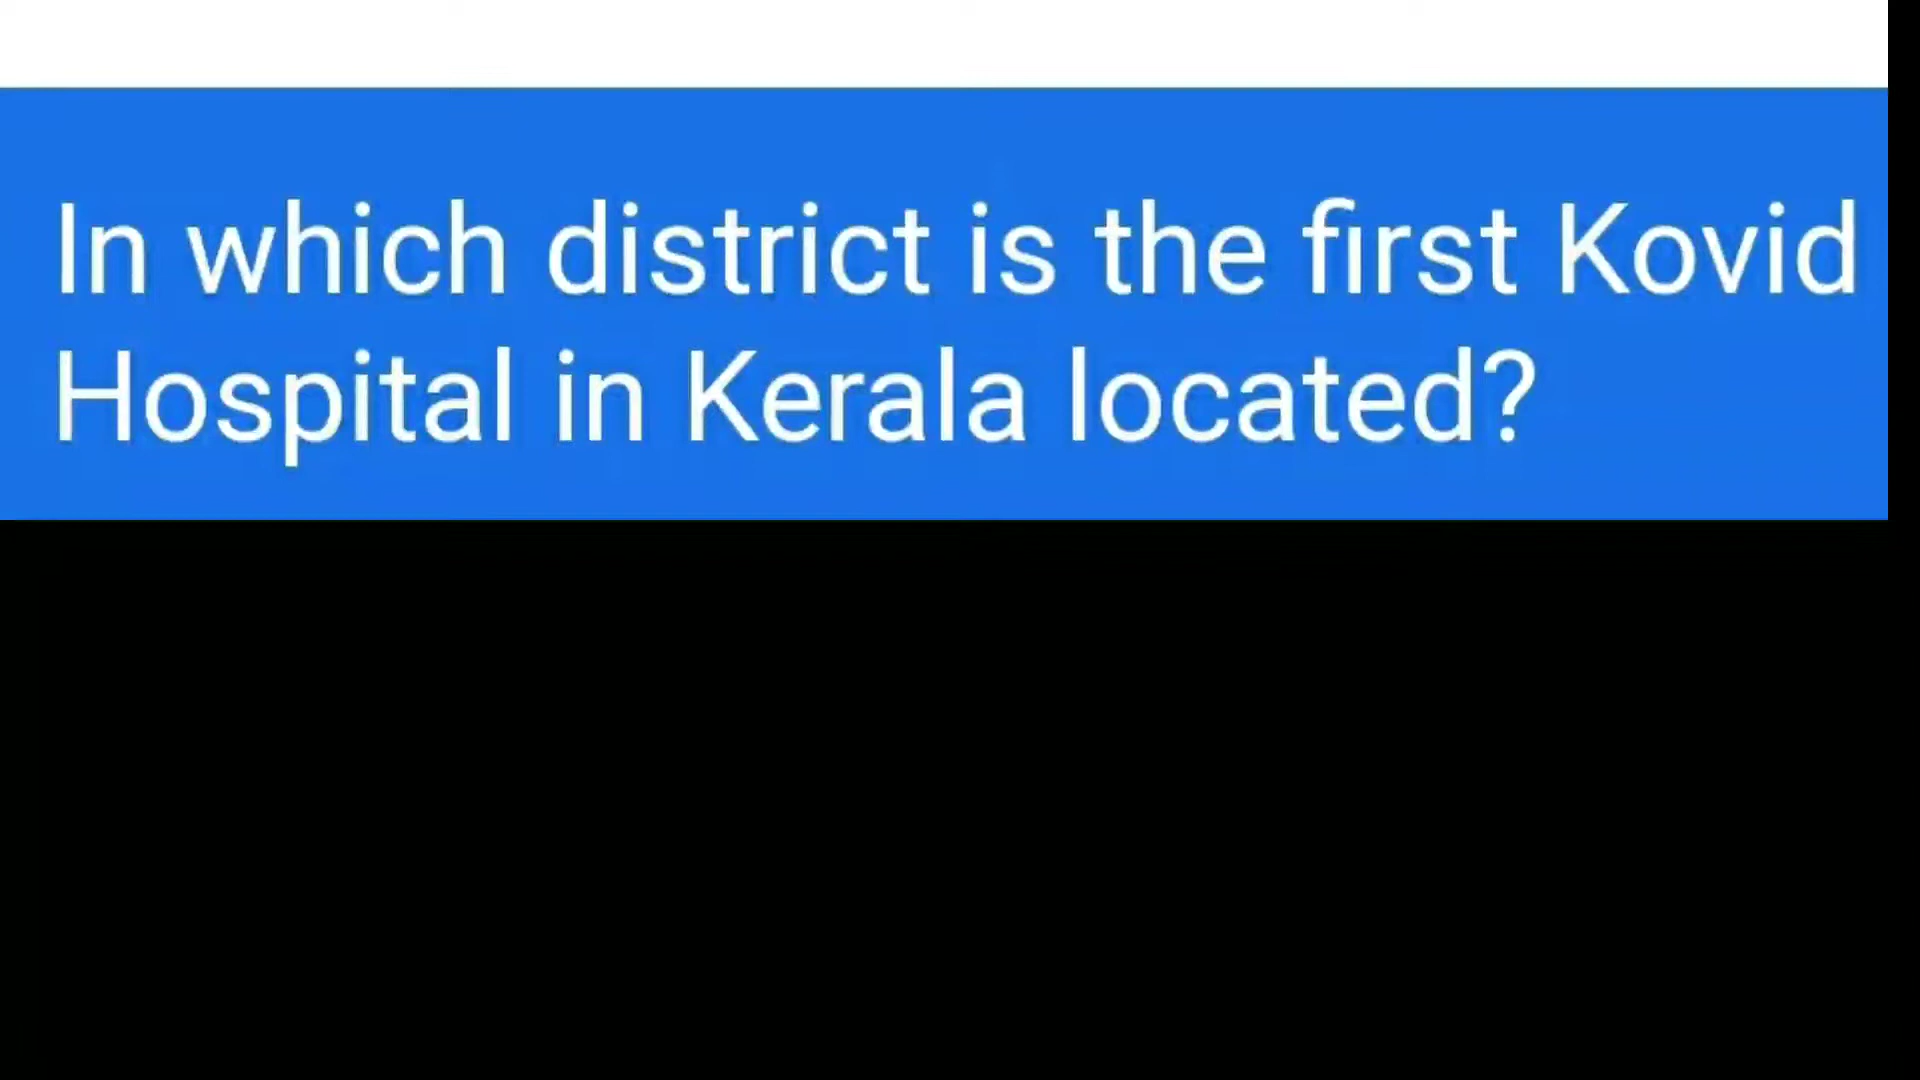 In which district is the first Kovid
Hospital in Kerala located?